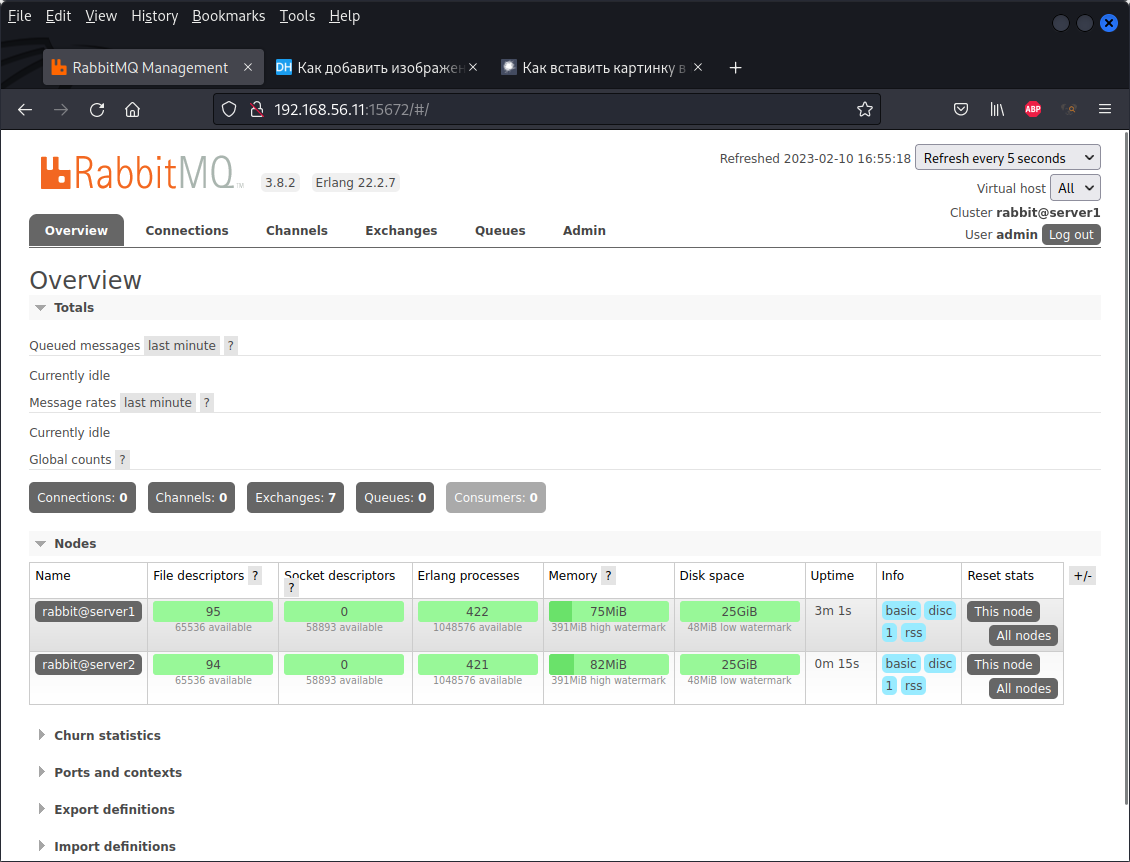 File Edit View History Bookmarks Tools Help
RabbitMQ Management
DH Как добавить изображен
Как вставить картинку в
192.168.56.11:15672/#/
ABP
RabbitMQ TM 3.8.2 Erlang 22.2.7
Refreshed 2023-02-10 16:55:18 Refresh every 5 seconds
Virtual host All
Cluster rabbit@server1
User admin Log out
Overview Connections Channels Exchanges Queues Admin
Overview
Totals
Queued messages last minute ?
Currently idle
Message rates last minute ?
Currently idle
Global counts ?
Connections: 0 Channels: 0 Exchanges: 7 Queues: 0 Consumers: 0
Nodes
Name File descriptors ? Socket descriptors ? Erlang processes Memory ? Disk space Uptime Info Reset stats +/-
rabbit@server1 95 0 422 75MiB 25GiB 3m 1s basic disc This node
65536 available 58893 available 1048576 available 391MiB high watermark 48MiB low watermark 1 rss All nodes
rabbit@server2 94 0 421 82MiB 25GiB 0m 15s basic disc This node
65536 available 58893 available 1048576 available 391MiB high watermark 48MiB low watermark 1 rss All nodes
Churn statistics
Ports and contexts
Export definitions
Import definitions